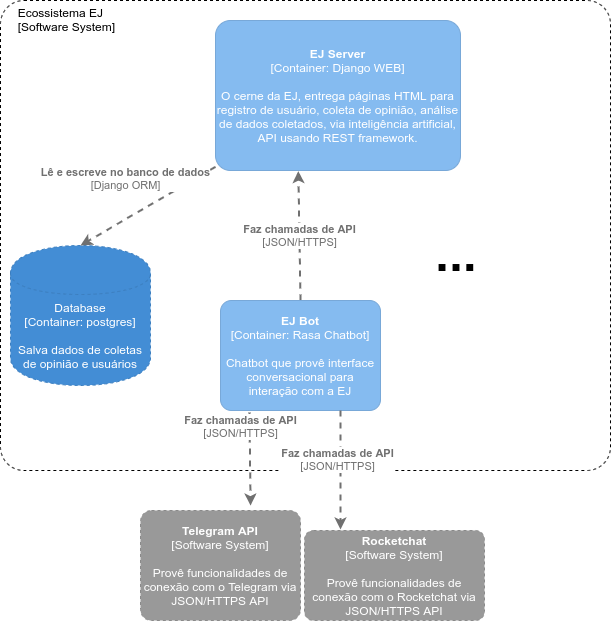 Ecossistema EJ
[Software System]
EJ Server
[Container: Django WEB]
O cerne da EJ, entrega páginas HTML para
registro de usuário, coleta de opinião, análise
de dados coletados, via inteligência artificial,
API usando REST framework.
Lê e escreve no banco de dados
[Django ORM]
Faz chamadas de API
[JSON/HTTPS]
...
Database
[Container: postgres]
Salva dados de coletas
de opinião e usuários
EJ Bot
[Container: Rasa Chatbot]
Chatbot que provê interface
conversacional para
interação com a EJ
Faz chamadas de API
[JSON/HTTPS]
Faz chamadas de API
[JSON/HTTPS]
Telegram API
[Software System]
Provê funcionalidades de
conexão com o Telegram via
JSON/HTTPS API
Rocketchat
[Software System]
Provê funcionalidades de
conexão com o Rocketchat via
JSON/HTTPS API